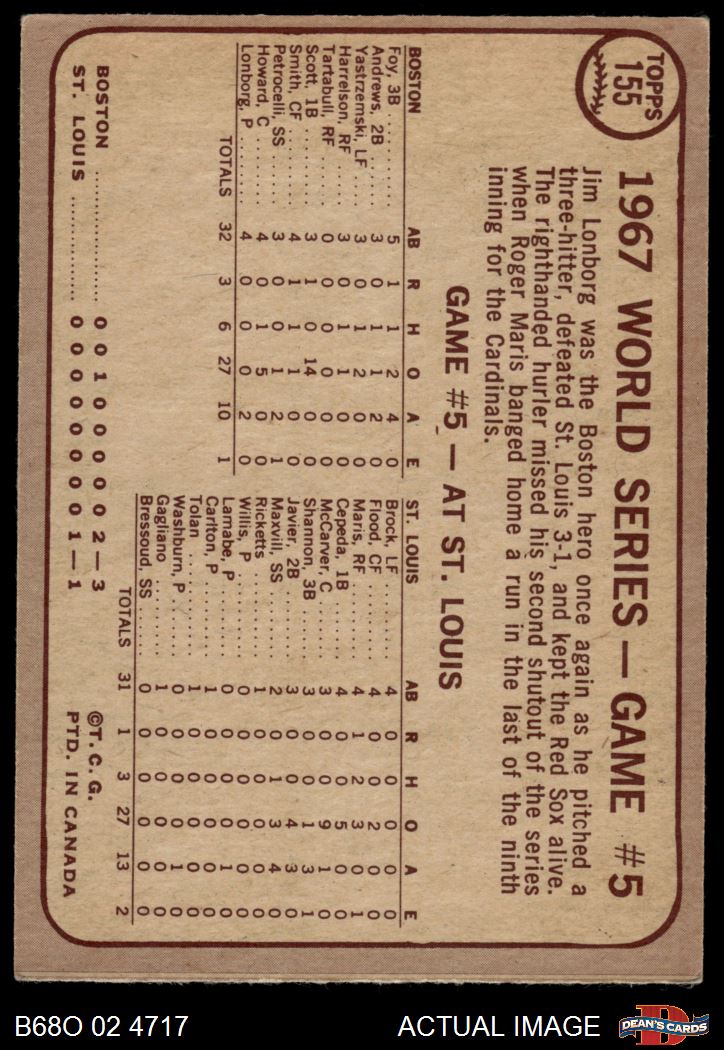 TOPPS
155
1967 WORLD SERIES — GAME #5
Jim Lonborg was the Boston hero once again as he pitched a
three-hitter, defeated St. Louis 3-1, and kept the Red Sox alive.
The righthanded hurler missed his second shutout of the series
when Roger Maris banged home a run in the last of the ninth
inning for the Cardinals.
GAME #5 — AT ST. LOUIS
BOSTON AB R H O A E
Foy, 3B 5 1 1 2 4 0
Andrews, 2B 3 0 1 1 2 0
Yastrzemski, LF 3 0 1 2 0 0
Harrelson, RF 3 0 1 1 0 0
Tartabull, RF 0 0 0 0 0 0
Scott, 1B 3 1 0 14 0 0
Smith, CF 4 1 1 1 0 0
Petrocelli, SS 3 0 0 1 2 1
Howard, C 4 0 1 5 0 0
Lonborg, P 4 0 0 0 2 0
TOTALS 32 3 6 27 10 1
ST. LOUIS AB R H O A E
Brock, LF 4 0 0 0 0 0
Flood, CF 4 0 0 2 0 0
Maris, RF 4 1 2 3 0 1
Cepeda, 1B 4 0 0 5 0 0
McCarver, C 3 0 0 9 1 0
Shannon, 3B 3 0 0 1 3 1
Javier, 2B 3 0 0 4 3 0
Maxvill, SS 2 0 1 3 4 0
Ricketts 1 0 0 0 0 0
Willis, P 0 0 0 0 0 0
Lamabe, P 0 0 0 0 1 0
Carlton, P 1 0 0 0 0 0
Tolan 1 0 0 0 0 0
Washburn, P 0 0 0 0 1 0
Gagliano 1 0 0 0 0 0
Bressoud, SS 0 0 0 0 0 0
TOTALS 31 1 3 27 13 2
BOSTON 0 0 1 0 0 0 0 0 2 — 3
ST. LOUIS 0 0 0 0 0 0 0 0 1 — 1
©T.C.G.
PTD. IN CANADA
B68O 02 4717
ACTUAL IMAGE
D
DEAN'S CARDS